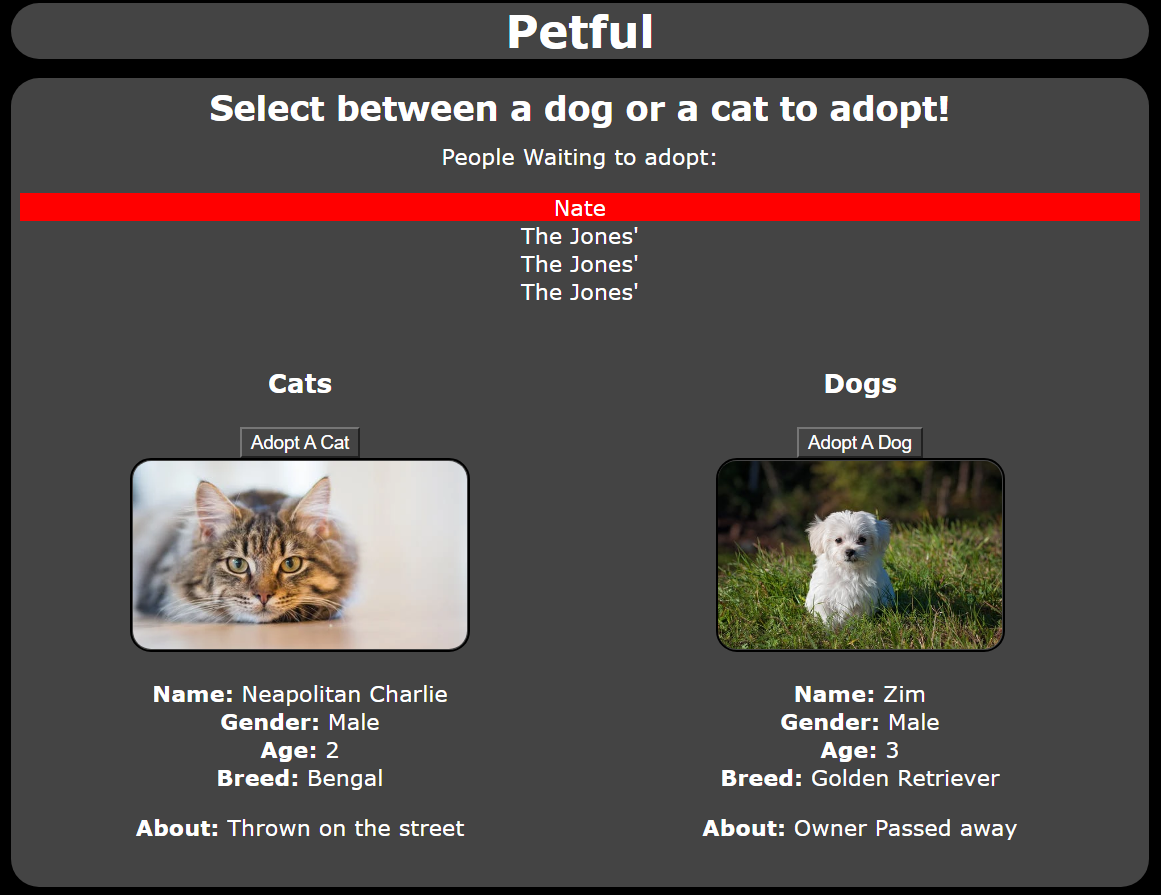 Petful
Select between a dog or a cat to adopt!
People Waiting to adopt:
Nate
The Jones'
The Jones'
The Jones'
Cats
Adopt A Cat
Name: Neapolitan Charlie
Gender: Male
Age: 2
Breed: Bengal
About: Thrown on the street
Dogs
Adopt A Dog
Name: Zim
Gender: Male
Age: 3
Breed: Golden Retriever
About: Owner Passed away